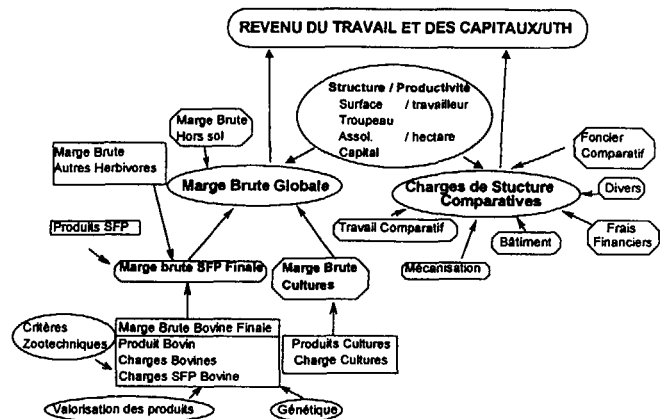 REVENU DU TRAVAIL ET DES CAPITAUX/UTH
Structure / Productivité
Surface / travailleur
Troupeau
Assol. / hectare
Capital
Marge Brute
Hors sol
Marge Brute
Autres Herbivores
Foncier
Comparatif
Marge Brute Globale
Charges de Stucture
Comparatives
Divers
Produits SFP
Travail Comparatif
Bâtiment
Frais
Financiers
Marge brute SFP Finale
Marge Brute
Cultures
Mécanisation
Critères
Zootechniques
Marge Brute Bovine Finale
Produit Bovin
Charges Bovines
Charges SFP Bovine
Produits Cultures
Charge Cultures
Valorisation des produits
Génétique